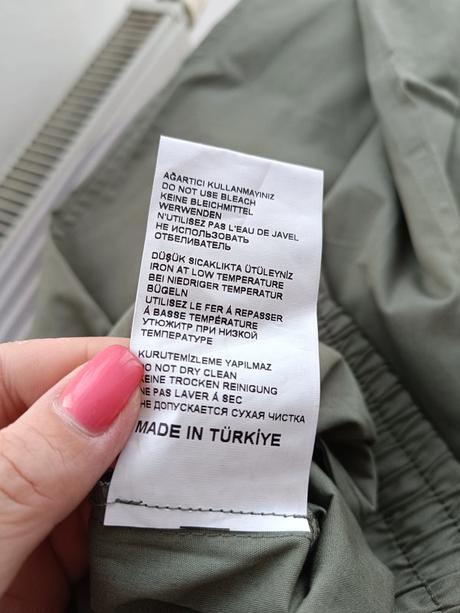 AĞARTICI KULLANMAYINIZ
DO NOT USE BLEACH
KEINE BLEICHMITTEL
WERWENDEN
N'UTILISEZ PAS L'EAU DE JAVEL
НЕ ИСПОЛЬЗОВАТЬ
ОТБЕЛИВАТЕЛЬ
DÜŞÜK SICAKLIKTA ÜTÜLEYNİZ
IRON AT LOW TEMPERATURE
BEI NIEDRIGER TEMPERATUR
BÜGELN
UTILISEZ LE FER Á REPASSER
Á BASSE TEMPÉRATURE
УТЮЖИТР ПРИ НИЗКОЙ
ТЕМПЕРАТУРЕ
KURUTEMİZLEME YAPILMAZ
DO NOT DRY CLEAN
KEINE TROCKEN REINIGUNG
NE PAS LAVER Á SEC
НЕ ДОПУСКАЕТСЯ СУХАЯ ЧИСТКА
MADE IN TÜRKİYE